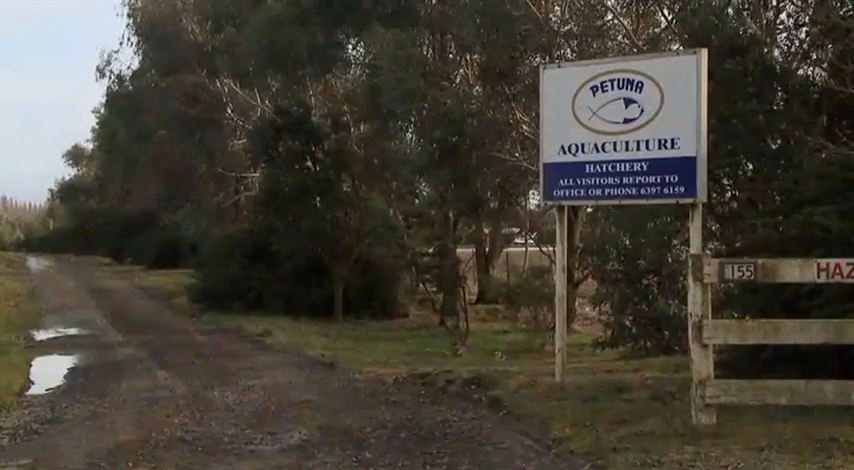 PETUNA
AQUACULTURE
HATCHERY
ALL VISITORS REPORT TO
OFFICE OR PHONE 6397 6159
155
HAZ